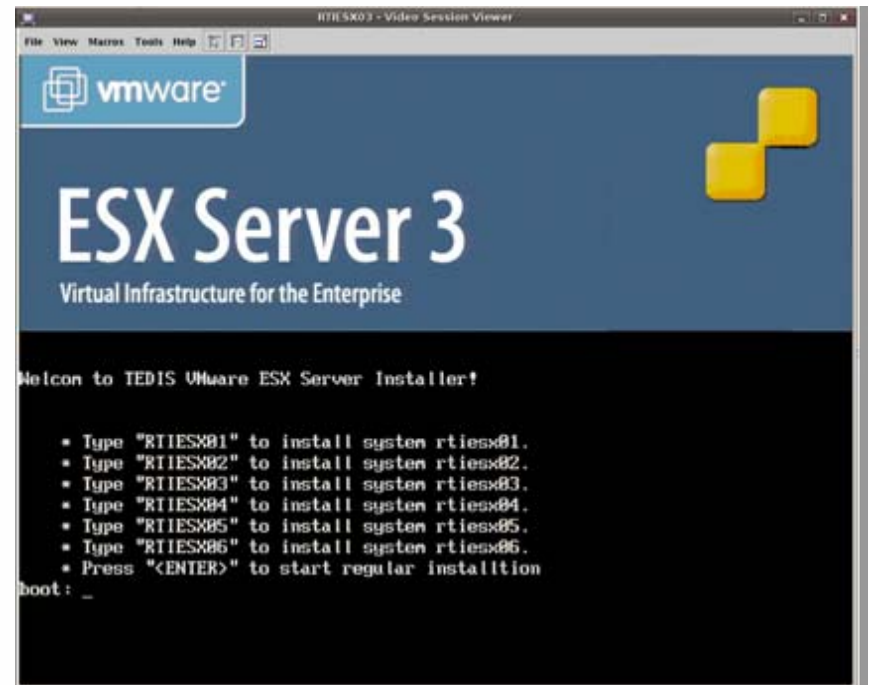 RTIESX03 - Video Session Viewer
File View Macros Tools Help
vmware
ESX Server 3
Virtual Infrastructure for the Enterprise
Welcom to TEDIS VMware ESX Server Installer!
* Type "RTIESX01" to install system rtiesx01.
* Type "RTIESX02" to install system rtiesx02.
* Type "RTIESX03" to install system rtiesx03.
* Type "RTIESX04" to install system rtiesx04.
* Type "RTIESX05" to install system rtiesx05.
* Type "RTIESX06" to install system rtiesx06.
* Press "<ENTER>" to start regular installtion
boot: _